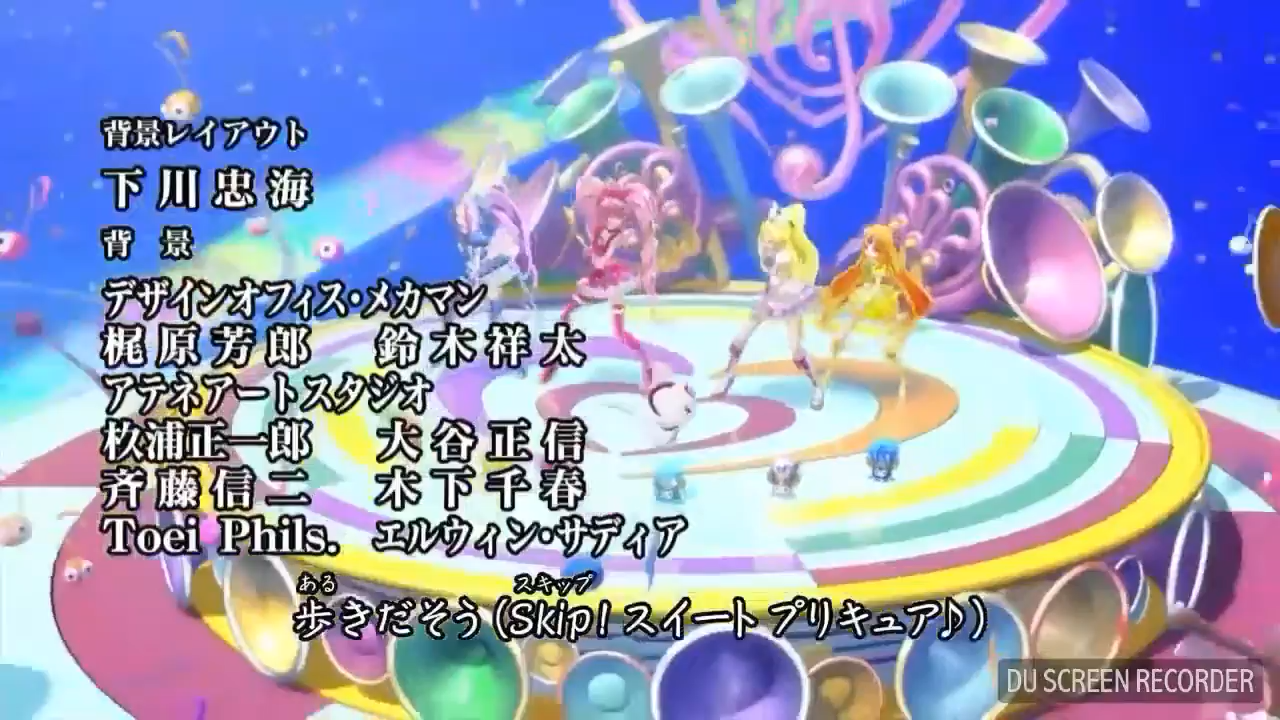 背景レイアウト
下川忠海
背 景
デザインオフィス・メカマン
梶原芳郎 鈴木祥太
アテネアートスタジオ
杦浦正一郎 大谷正信
斉藤信二 木下千春
Toei Phils. エルウィン・サディア
ある スキップ
歩きだそう(Skip!スイートプリキュア♪)
DU SCREEN RECORDER